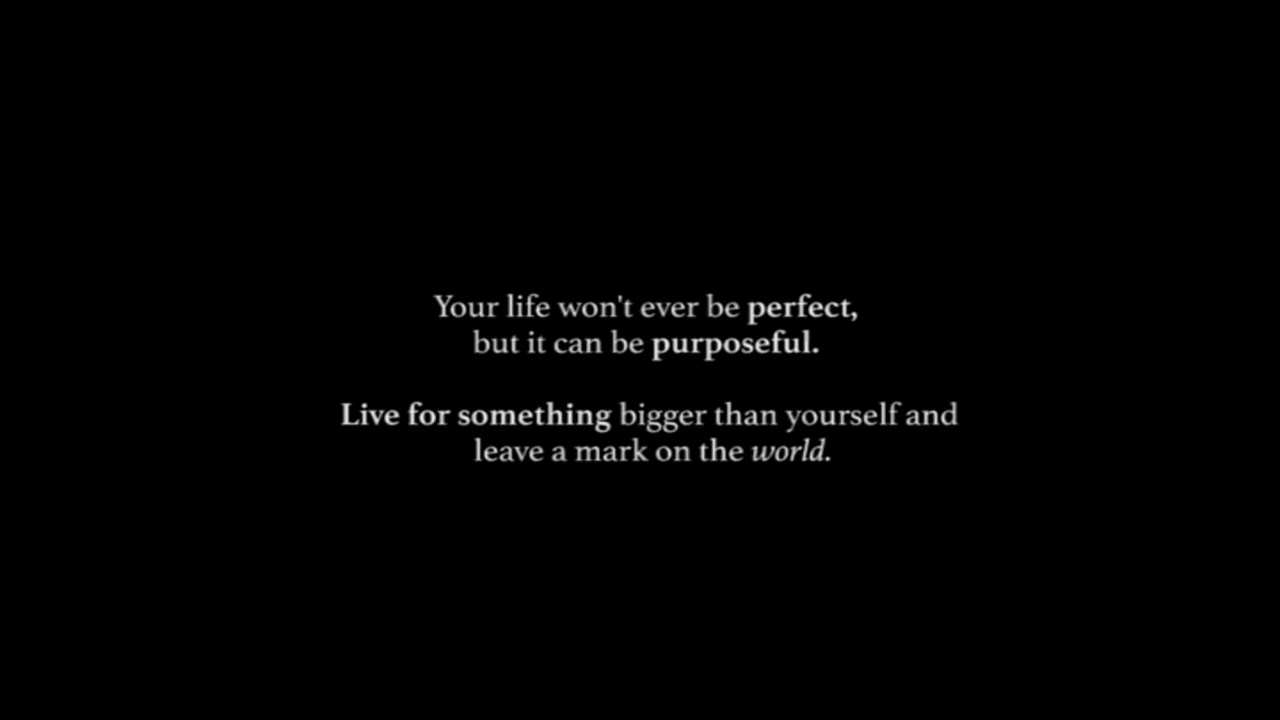 Your life won't ever be perfect,
but it can be purposeful.
Live for something bigger than yourself and
leave a mark on the world.